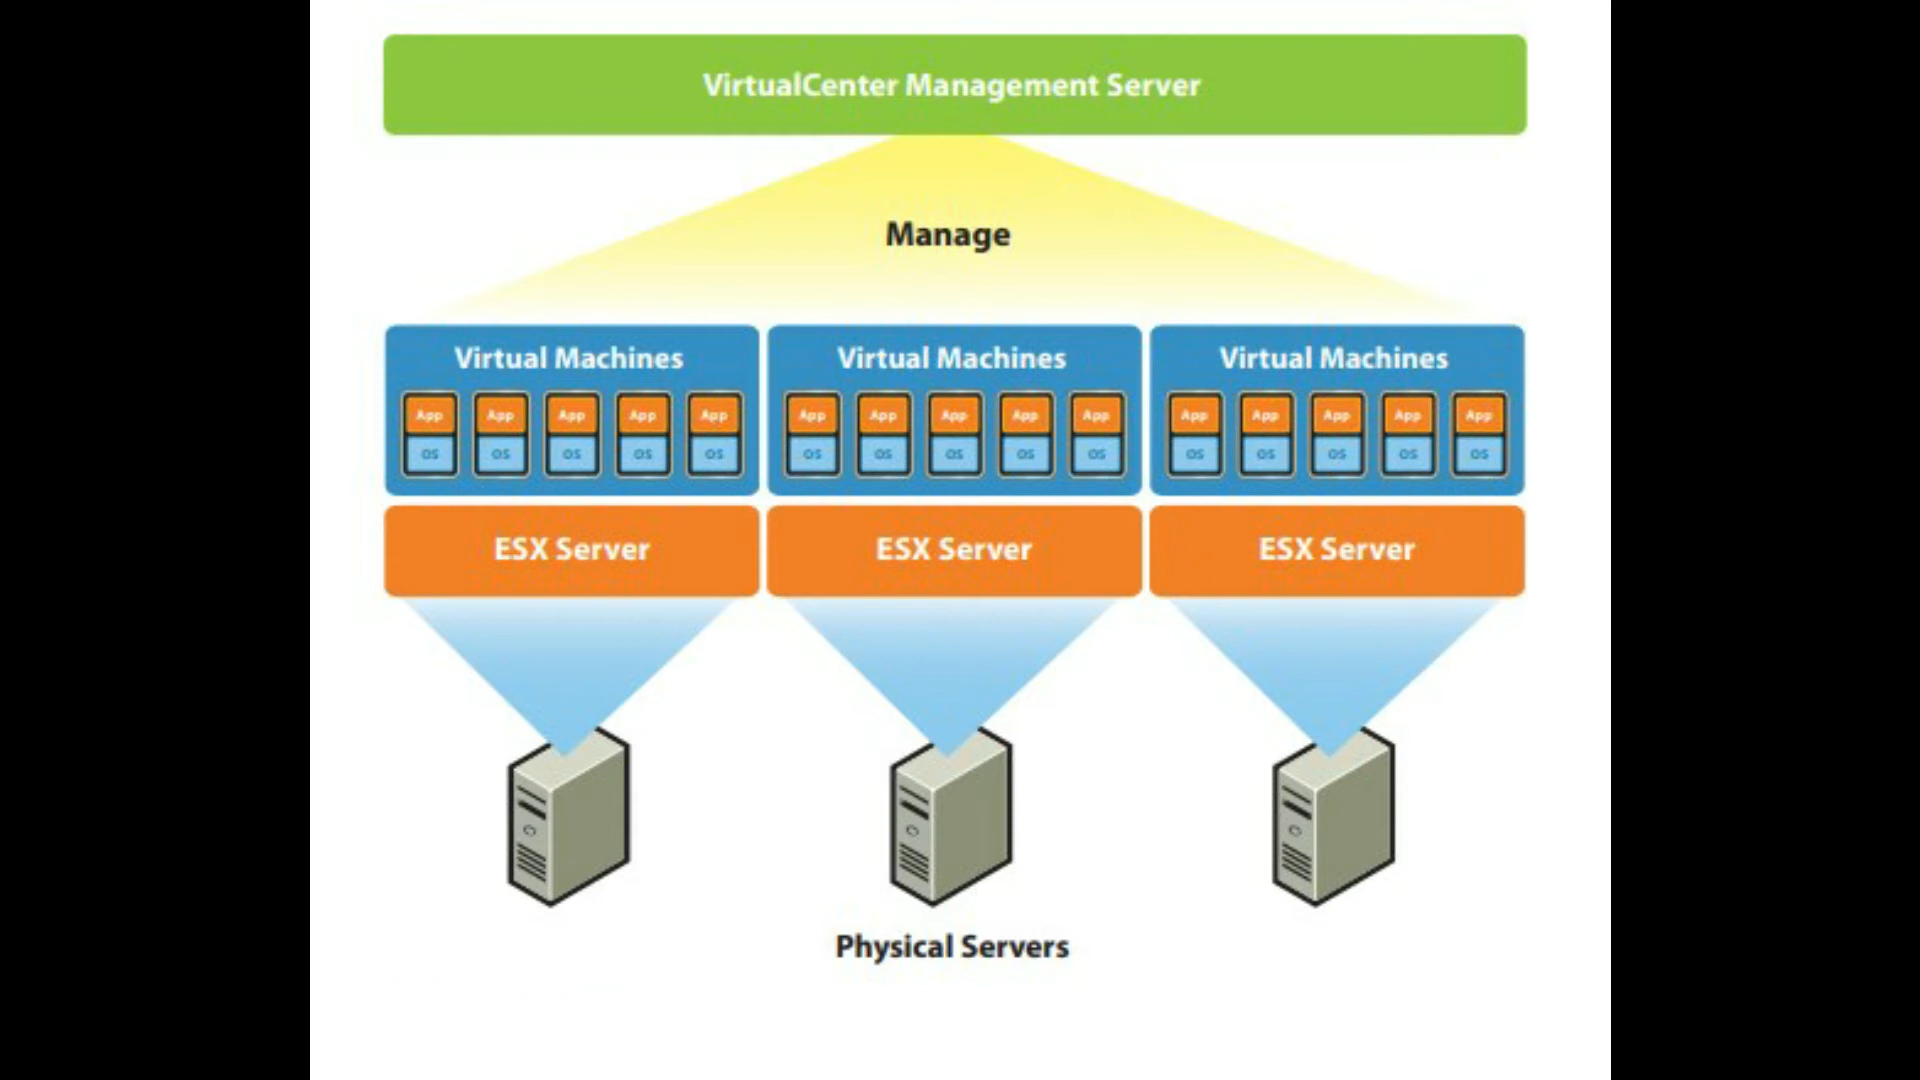 VirtualCenter Management Server
Manage
Virtual Machines Virtual Machines Virtual Machines
App App App App App App App App App App App App App App App
OS OS OS OS OS OS OS OS OS OS OS OS OS OS OS
ESX Server ESX Server ESX Server
Physical Servers